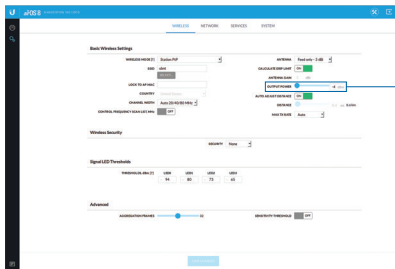 airOS 8
WIRELESS NETWORK SERVICES SYSTEM
Basic Wireless Settings
WIRELESS MODE [?] Station PtP
SSID
LOCK TO AP MAC
COUNTRY
CHANNEL WIDTH Auto 20/40/80 MHz
CONTROL FREQUENCY SCAN LIST, MHz OFF
ANTENNA Feed only - 3 dBi
CALCULATE EIRP LIMIT ON
ANTENNA GAIN
OUTPUT POWER -4
AUTO ADJUST DISTANCE ON
DISTANCE
MAX TX RATE Auto
Wireless Security
SECURITY None
Signal LED Thresholds
THRESHOLDS, dBm [?] LED1 LED2 LED3 LED4
94 80 73 65
Advanced
AGGREGATION FRAMES 32
SENSITIVITY THRESHOLD OFF